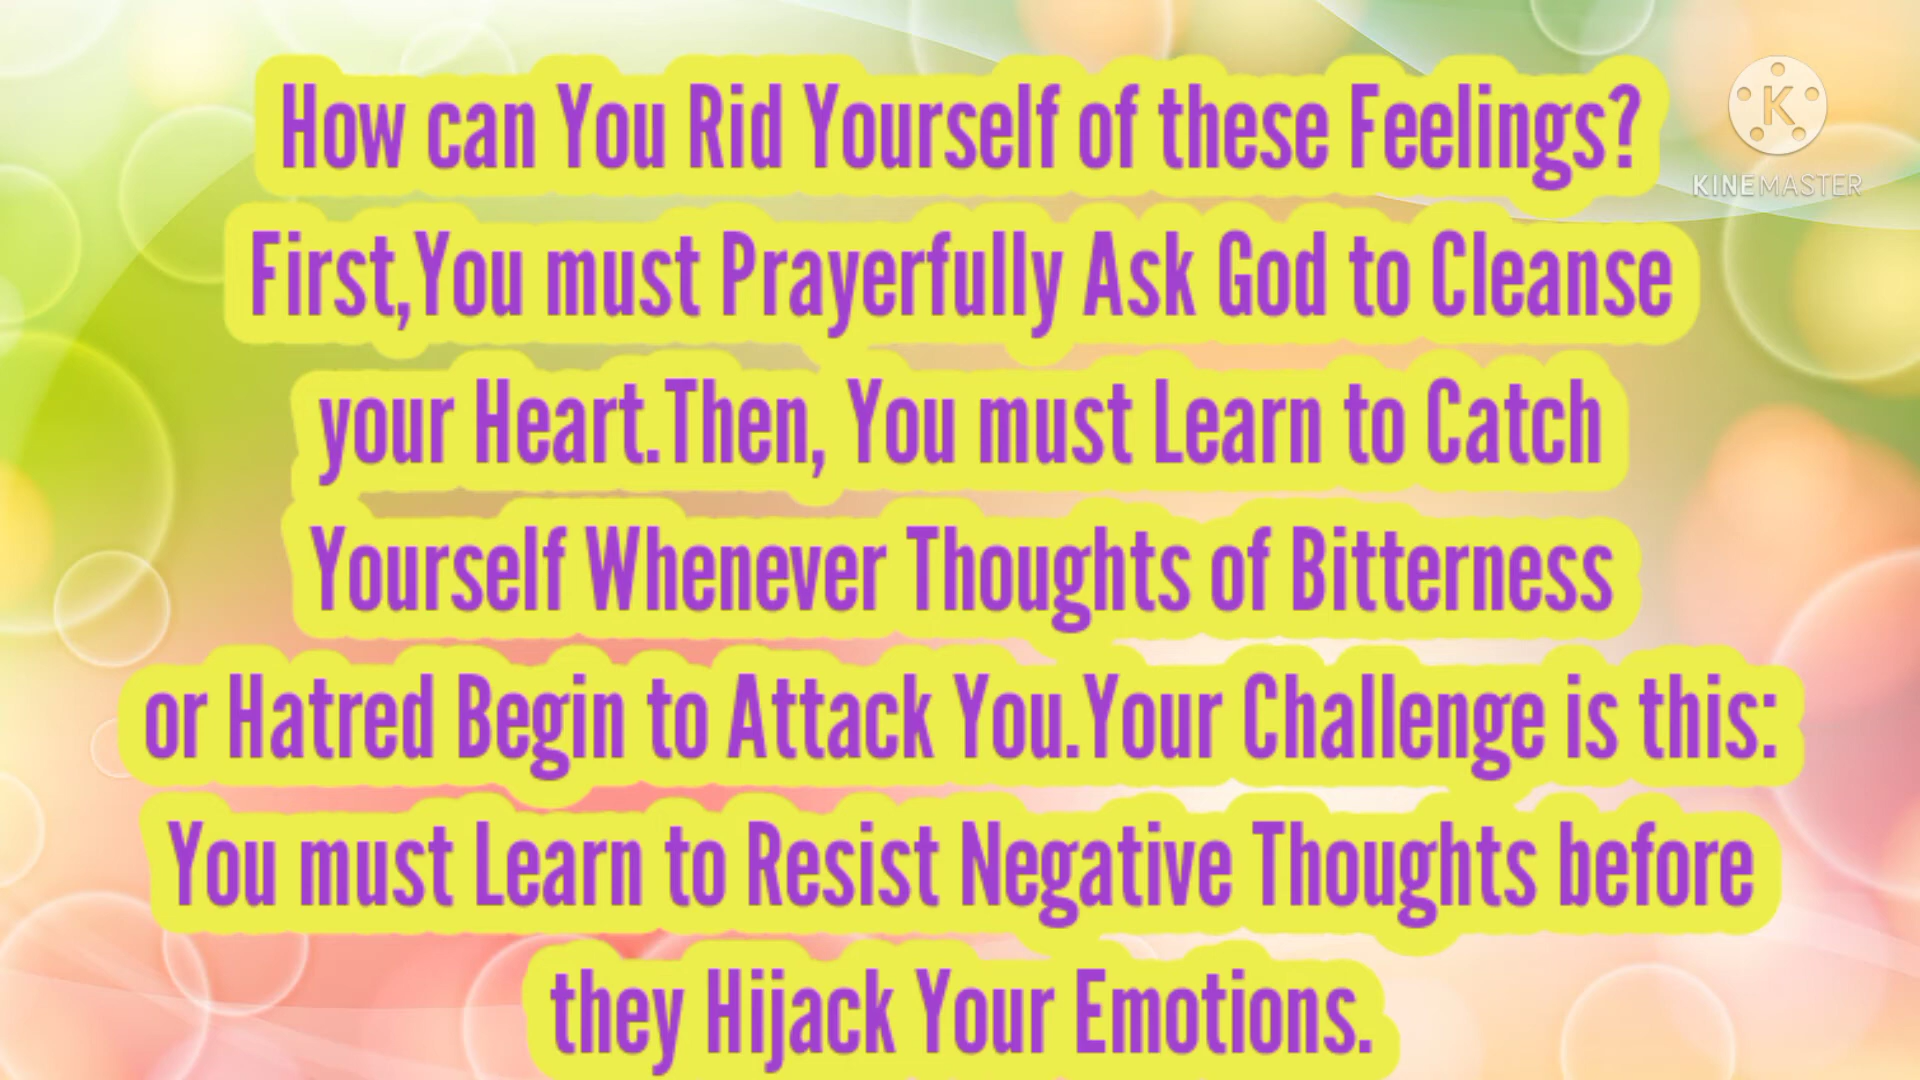 How can You Rid Yourself of these Feelings?
First,You must Prayerfully Ask God to Cleanse
your Heart.Then, You must Learn to Catch
Yourself Whenever Thoughts of Bitterness
or Hatred Begin to Attack You.Your Challenge is this:
You must Learn to Resist Negative Thoughts before
they Hijack Your Emotions.
K
KINEMASTER